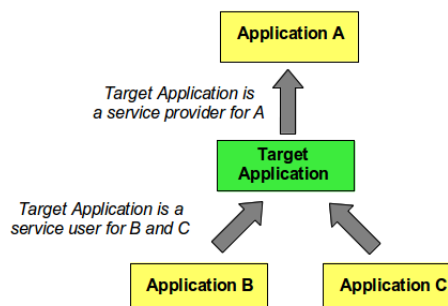 Application A
Target Application is
a service provider for A
Target
Application
Target Application is a
service user for B and C
Application B
Application C